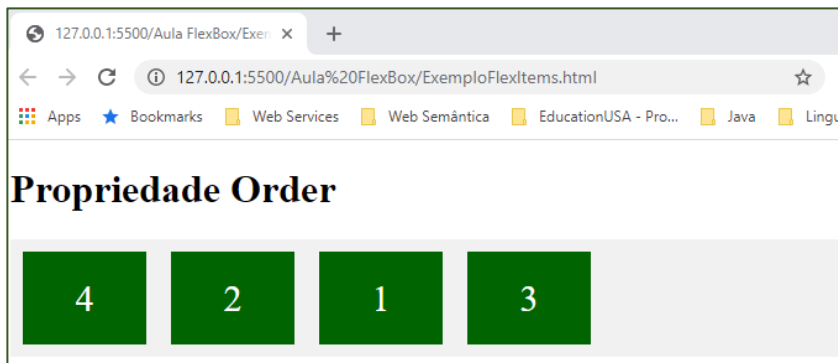 127.0.0.1:5500/Aula FlexBox/Exem
127.0.0.1:5500/Aula%20FlexBox/ExemploFlexItems.html
Apps Bookmarks Web Services Web Semântica EducationUSA - Pro... Java Lingu
Propriedade Order
4 2 1 3